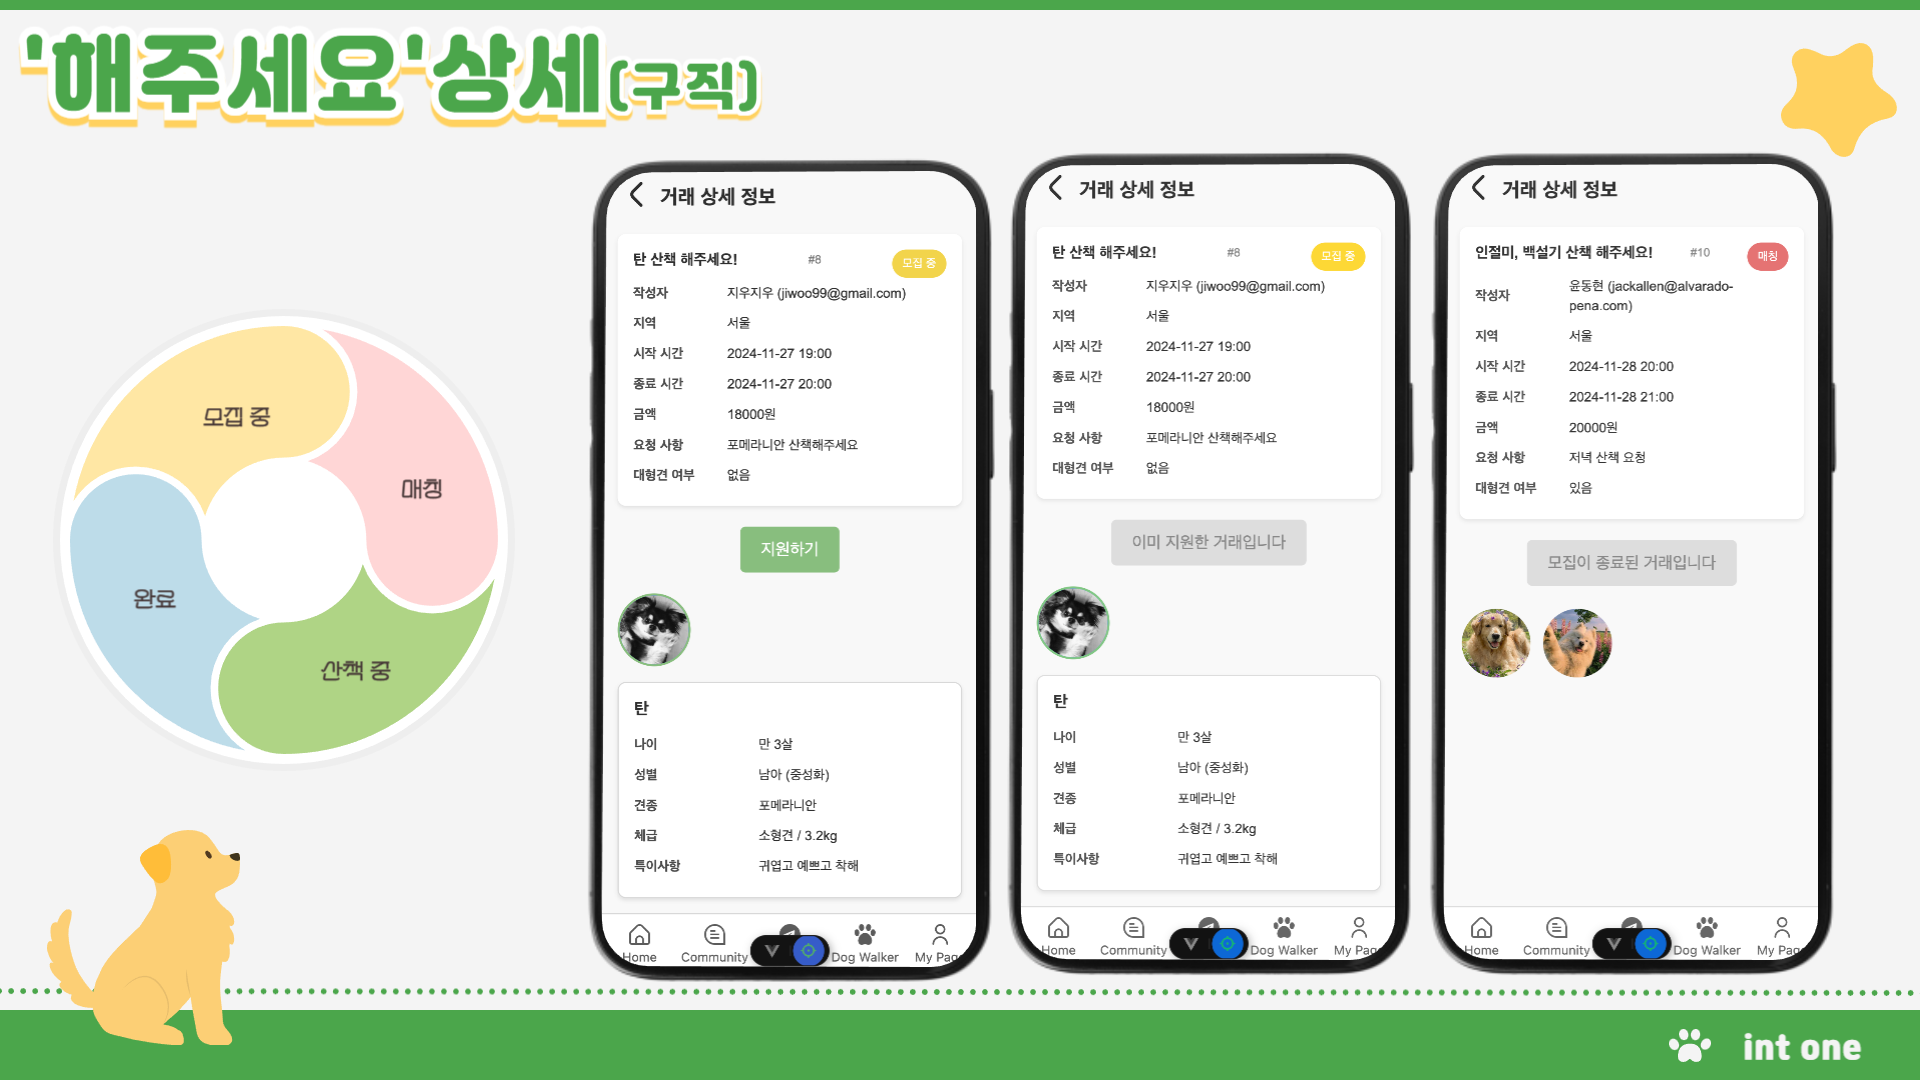 '해주세요'상세(구직)
모집 중
매칭
산책 중
완료
거래 상세 정보
탄 산책 해주세요!
#8
모집 중
작성자
지우지우 (jiwoo99@gmail.com)
지역
서울
시작 시간
2024-11-27 19:00
종료 시간
2024-11-27 20:00
금액
18000원
요청 사항
포메라니안 산책해주세요
대형견 여부
없음
지원하기
탄
나이
만 3살
성별
남아 (중성화)
견종
포메라니안
체급
소형견 / 3.2kg
특이사항
귀엽고 예쁘고 착해
Home
Community
Dog Walker
My Pag
거래 상세 정보
탄 산책 해주세요!
#8
모집 중
작성자
지우지우 (jiwoo99@gmail.com)
지역
서울
시작 시간
2024-11-27 19:00
종료 시간
2024-11-27 20:00
금액
18000원
요청 사항
포메라니안 산책해주세요
대형견 여부
없음
이미 지원한 거래입니다
탄
나이
만 3살
성별
남아 (중성화)
견종
포메라니안
체급
소형견 / 3.2kg
특이사항
귀엽고 예쁘고 착해
Home
Community
Dog Walker
My Pag
거래 상세 정보
인절미, 백설기 산책 해주세요!
#10
매칭
작성자
윤동현 (jackallen@alvarado-
pena.com)
지역
서울
시작 시간
2024-11-28 20:00
종료 시간
2024-11-28 21:00
금액
20000원
요청 사항
저녁 산책 요청
대형견 여부
있음
모집이 종료된 거래입니다
Home
Community
Dog Walker
My Pag
int one